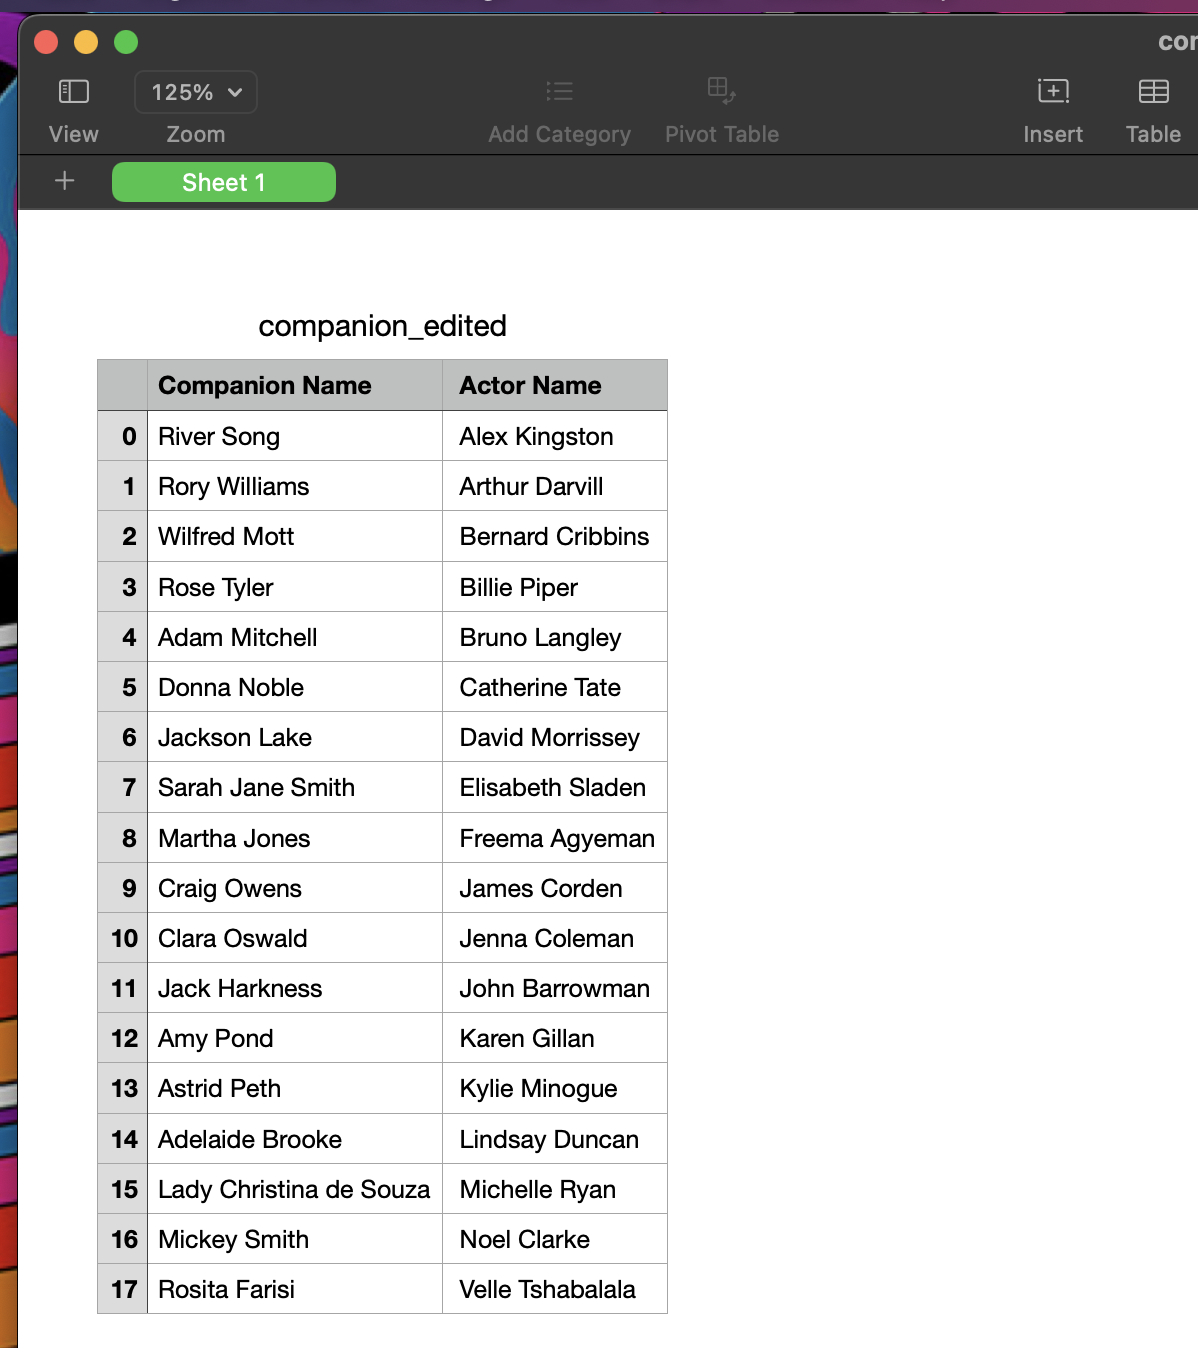 125%
View
Zoom
Add Category
Pivot Table
Insert
Table
Sheet 1
companion_edited
Companion Name Actor Name
0 River Song Alex Kingston
1 Rory Williams Arthur Darvill
2 Wilfred Mott Bernard Cribbins
3 Rose Tyler Billie Piper
4 Adam Mitchell Bruno Langley
5 Donna Noble Catherine Tate
6 Jackson Lake David Morrissey
7 Sarah Jane Smith Elisabeth Sladen
8 Martha Jones Freema Agyeman
9 Craig Owens James Corden
10 Clara Oswald Jenna Coleman
11 Jack Harkness John Barrowman
12 Amy Pond Karen Gillan
13 Astrid Peth Kylie Minogue
14 Adelaide Brooke Lindsay Duncan
15 Lady Christina de Souza Michelle Ryan
16 Mickey Smith Noel Clarke
17 Rosita Farisi Velle Tshabalala